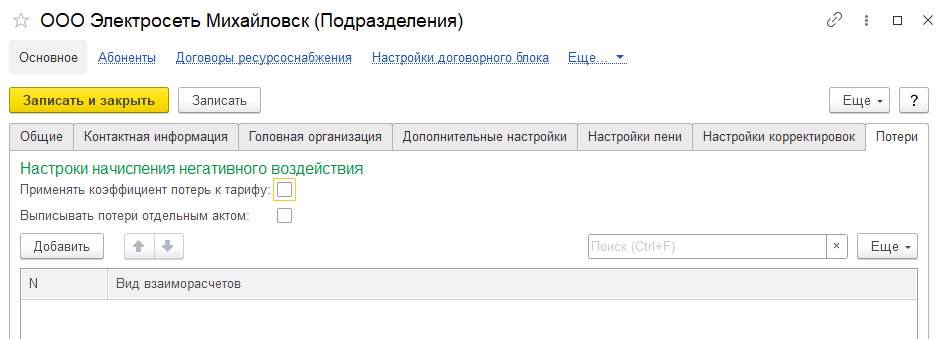 ООО Электросеть Михайловск (Подразделения)
Основное Абоненты Договоры ресурсоснабжения Настройки договорного блока Еще...
Записать и закрыть Записать Еще ?
Общие Контактная информация Головная организация Дополнительные настройки Настройки пени Настройки корректировок Потери
Настроки начисления негативного воздействия
Применять коэффициент потерь к тарифу:
Выписывать потери отдельным актом:
Добавить Поиск (Ctrl+F) × Еще
N Вид взаиморасчетов